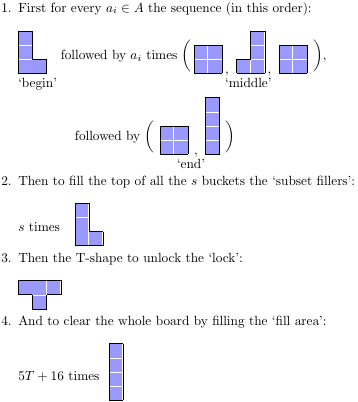 1. First for every a_i ∈ A the sequence (in this order):
followed by a_i times ( , , ),
‘begin’ ‘middle’
followed by ( , )
‘end’
2. Then to fill the top of all the s buckets the ‘subset fillers’:
s times
3. Then the T-shape to unlock the ‘lock’:
4. And to clear the whole board by filling the ‘fill area’:
5T + 16 times